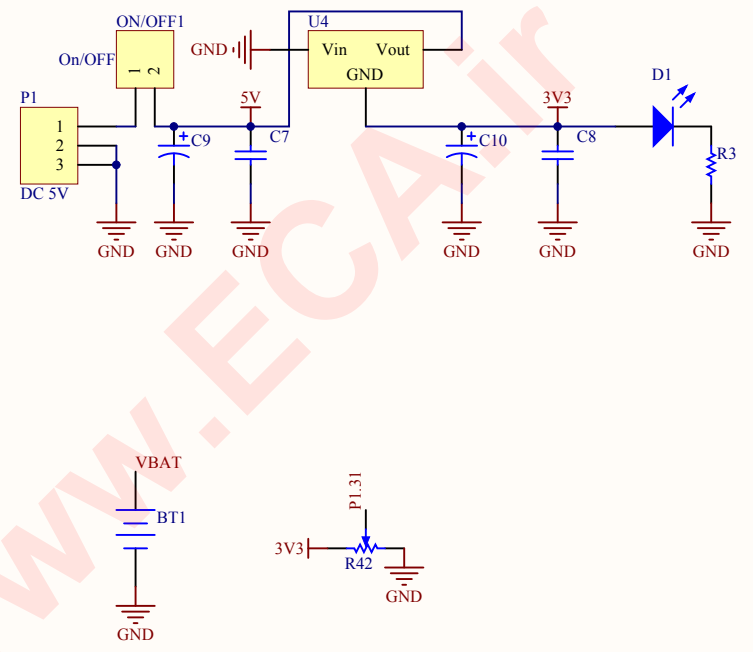 ON/OFF1
U4
On/OFF
GND
Vin Vout
GND
D1
1 2
P1
5V
3V3
1
2
3
C9
C7
C10
C8
R3
DC 5V
GND
GND
GND
GND
GND
GND
www.ECA.ir
VBAT
BT1
P1.31
3V3
R42
GND
GND